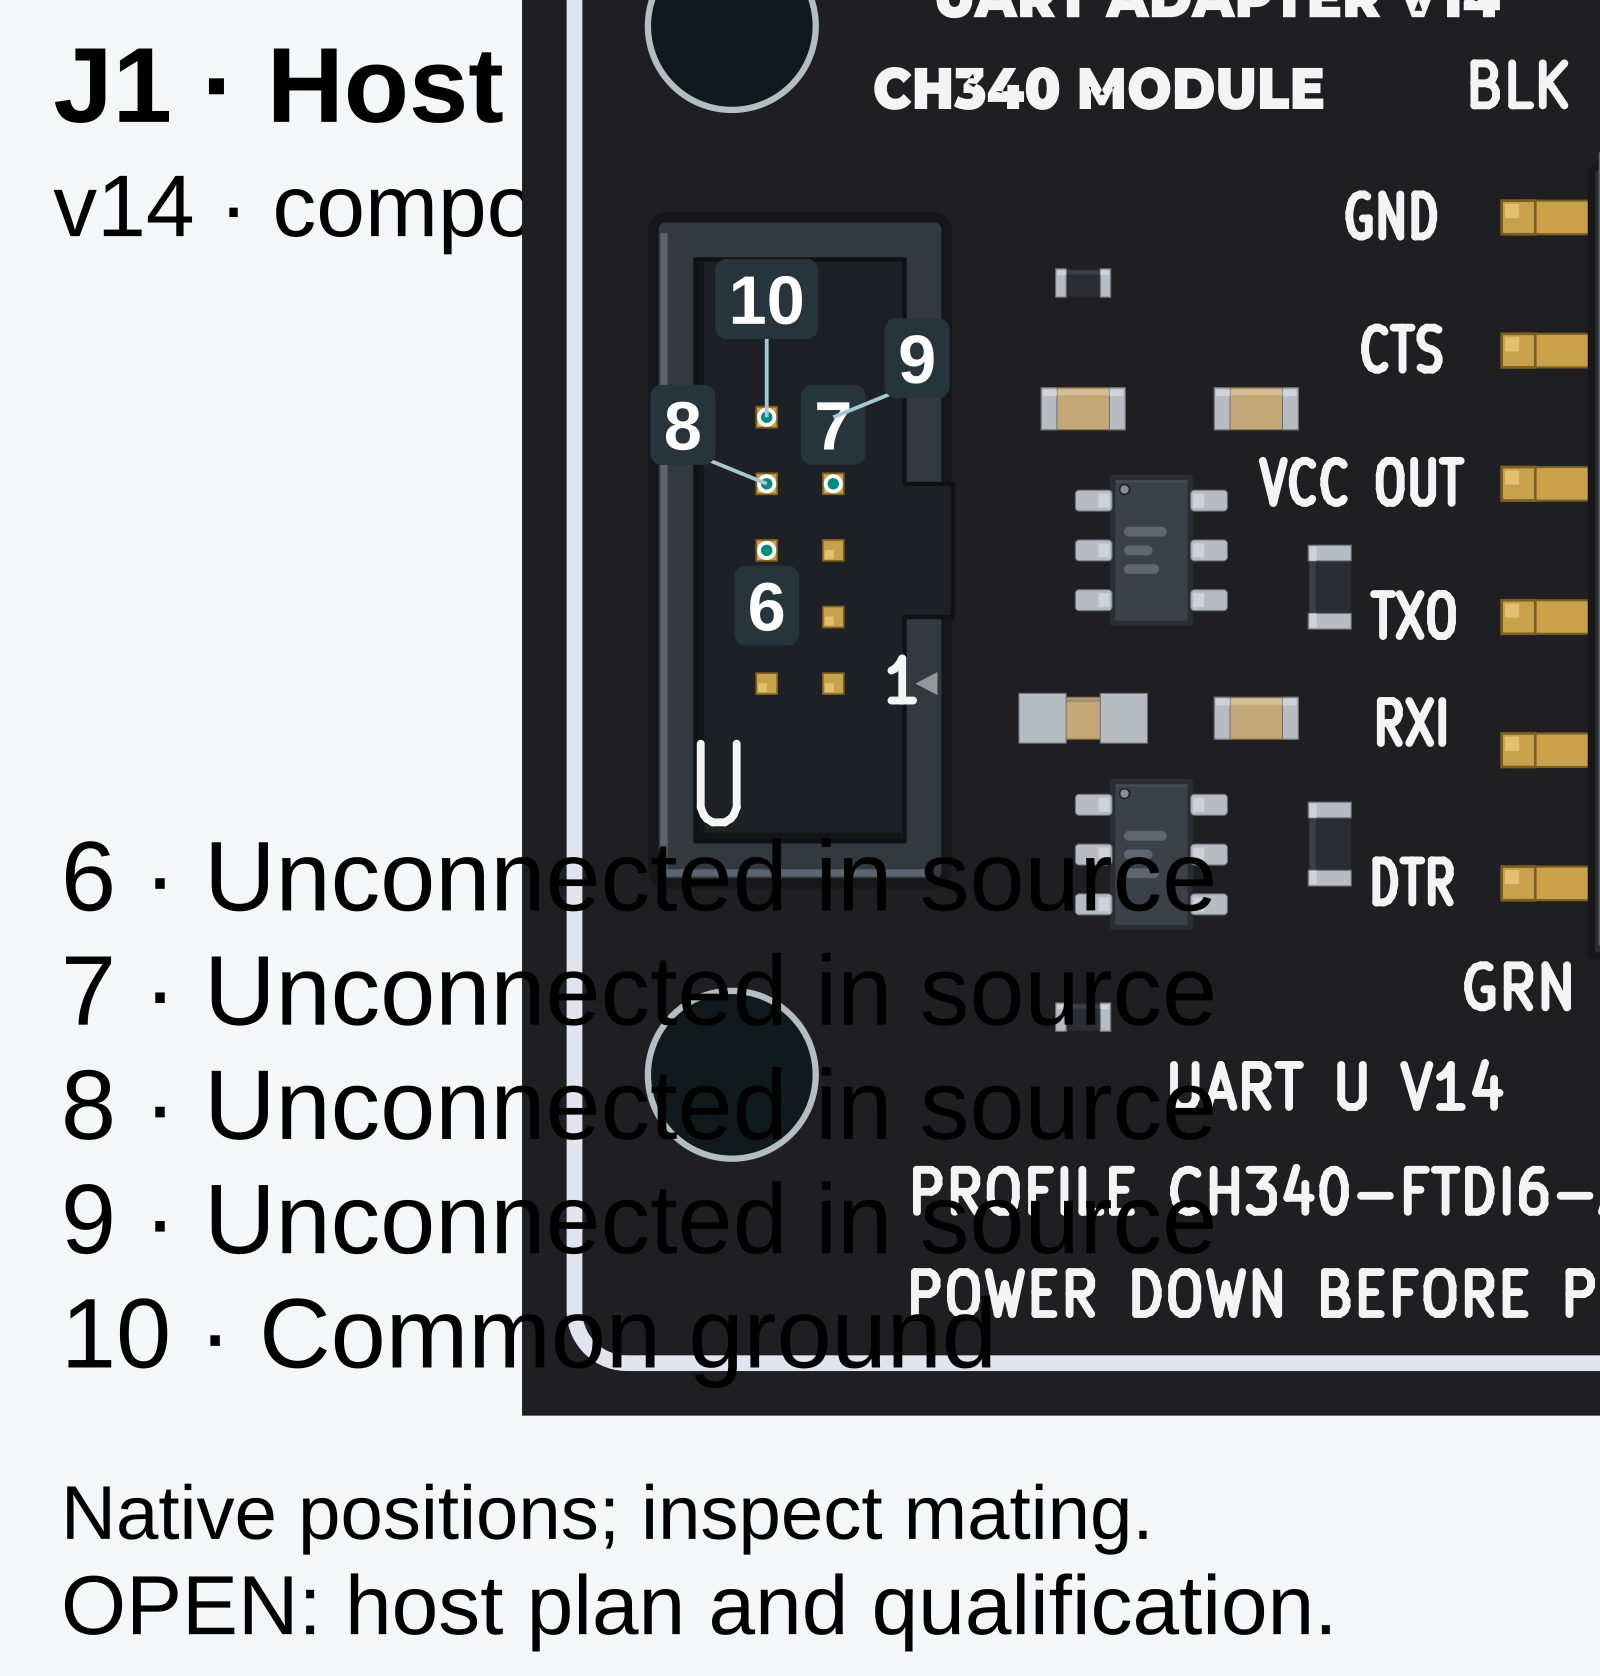 J1 · Host
v14 · compo
UART ADAPTER v14
CH340 MODULE
BLK
GND
10
9
CTS
8
7
VCC OUT
6
TXO
1
RXI
U
6 · Unconnected in source
DTR
7 · Unconnected in source
GRN
8 · Unconnected in source
UART U V14
9 · Unconnected in source
PROFILE CH340-FTDI6-
10 · Common ground
POWER DOWN BEFORE P
Native positions; inspect mating.
OPEN: host plan and qualification.